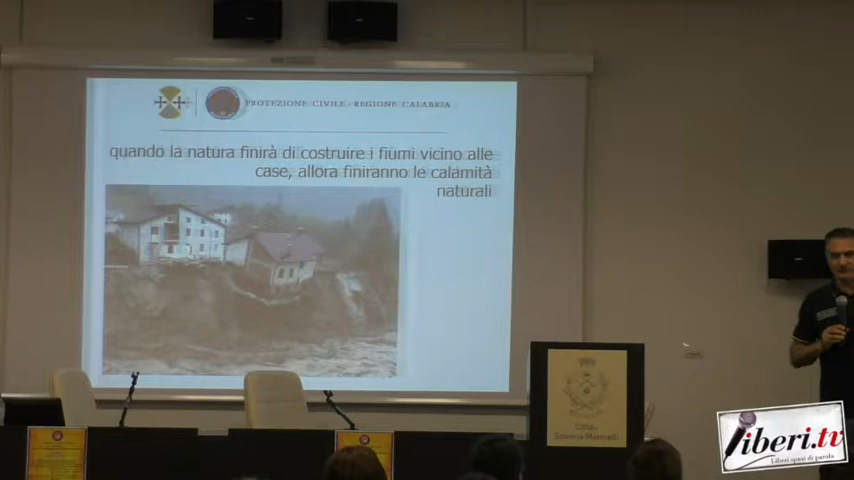 PROTEZIONE CIVILE - REGIONE CALABRIA
quando la natura finirà di costruire i fiumi vicino alle
case, allora finiranno le calamità
naturali
Città di
Soveria Mannelli
liberi.tv
Liberi spazi di parola